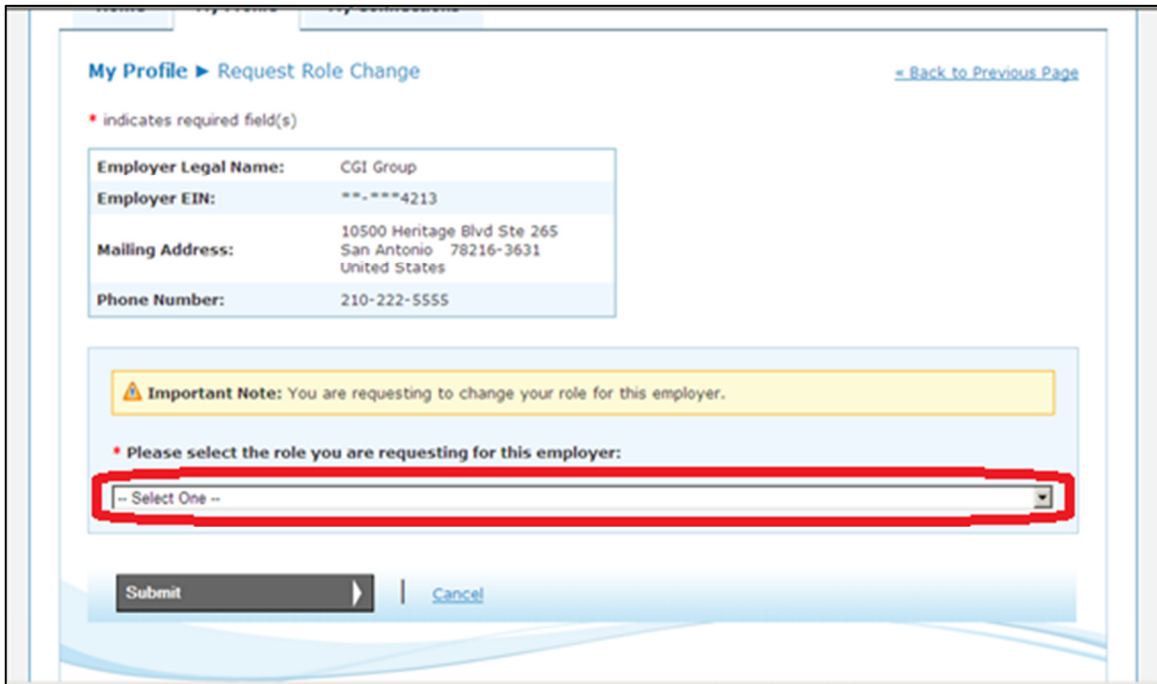 My Profile ► Request Role Change
« Back to Previous Page
* indicates required field(s)
Employer Legal Name: CGI Group
Employer EIN: **-***4213
Mailing Address: 10500 Heritage Blvd Ste 265
San Antonio 78216-3631
United States
Phone Number: 210-222-5555
Important Note: You are requesting to change your role for this employer.
* Please select the role you are requesting for this employer:
-- Select One --
Submit
Cancel